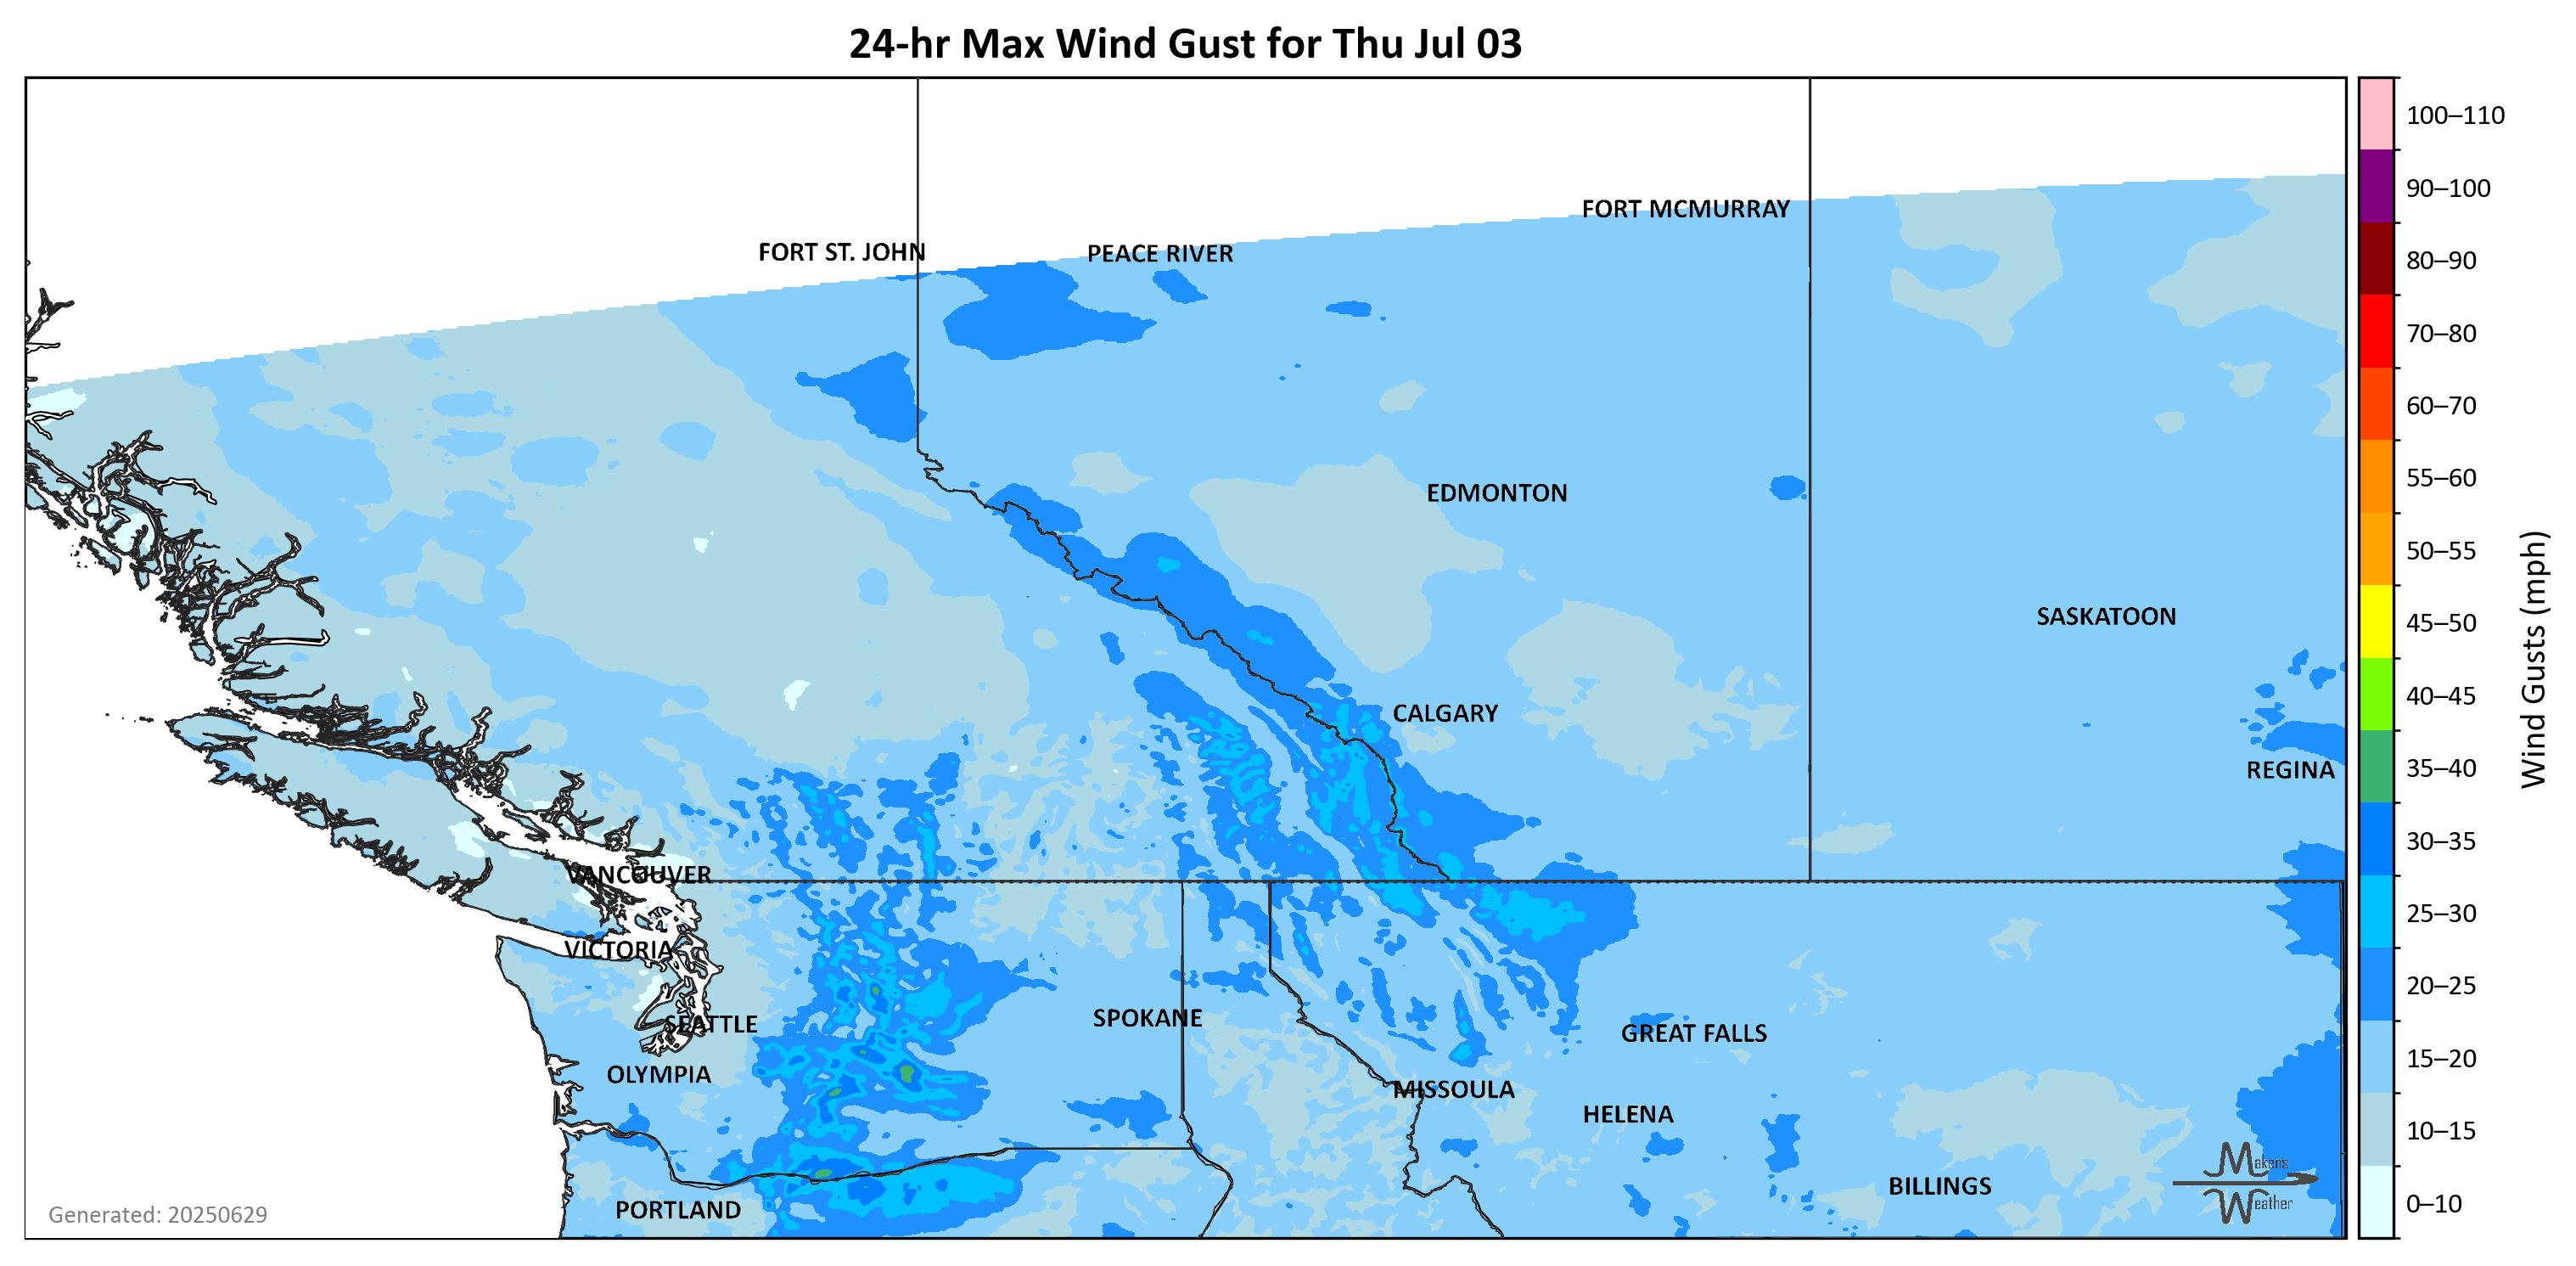 24-hr Max Wind Gust for Thu Jul 03
FORT MCMURRAY
FORT ST. JOHN
PEACE RIVER
EDMONTON
SASKATOON
CALGARY
REGINA
VANCOUVER
VICTORIA
SEATTLE
SPOKANE
GREAT FALLS
OLYMPIA
MISSOULA
HELENA
BILLINGS
PORTLAND
Makens
Weather
Generated: 20250629
100–110
90–100
80–90
70–80
60–70
55–60
50–55
45–50
40–45
35–40
30–35
25–30
20–25
15–20
10–15
0–10
Wind Gusts (mph)